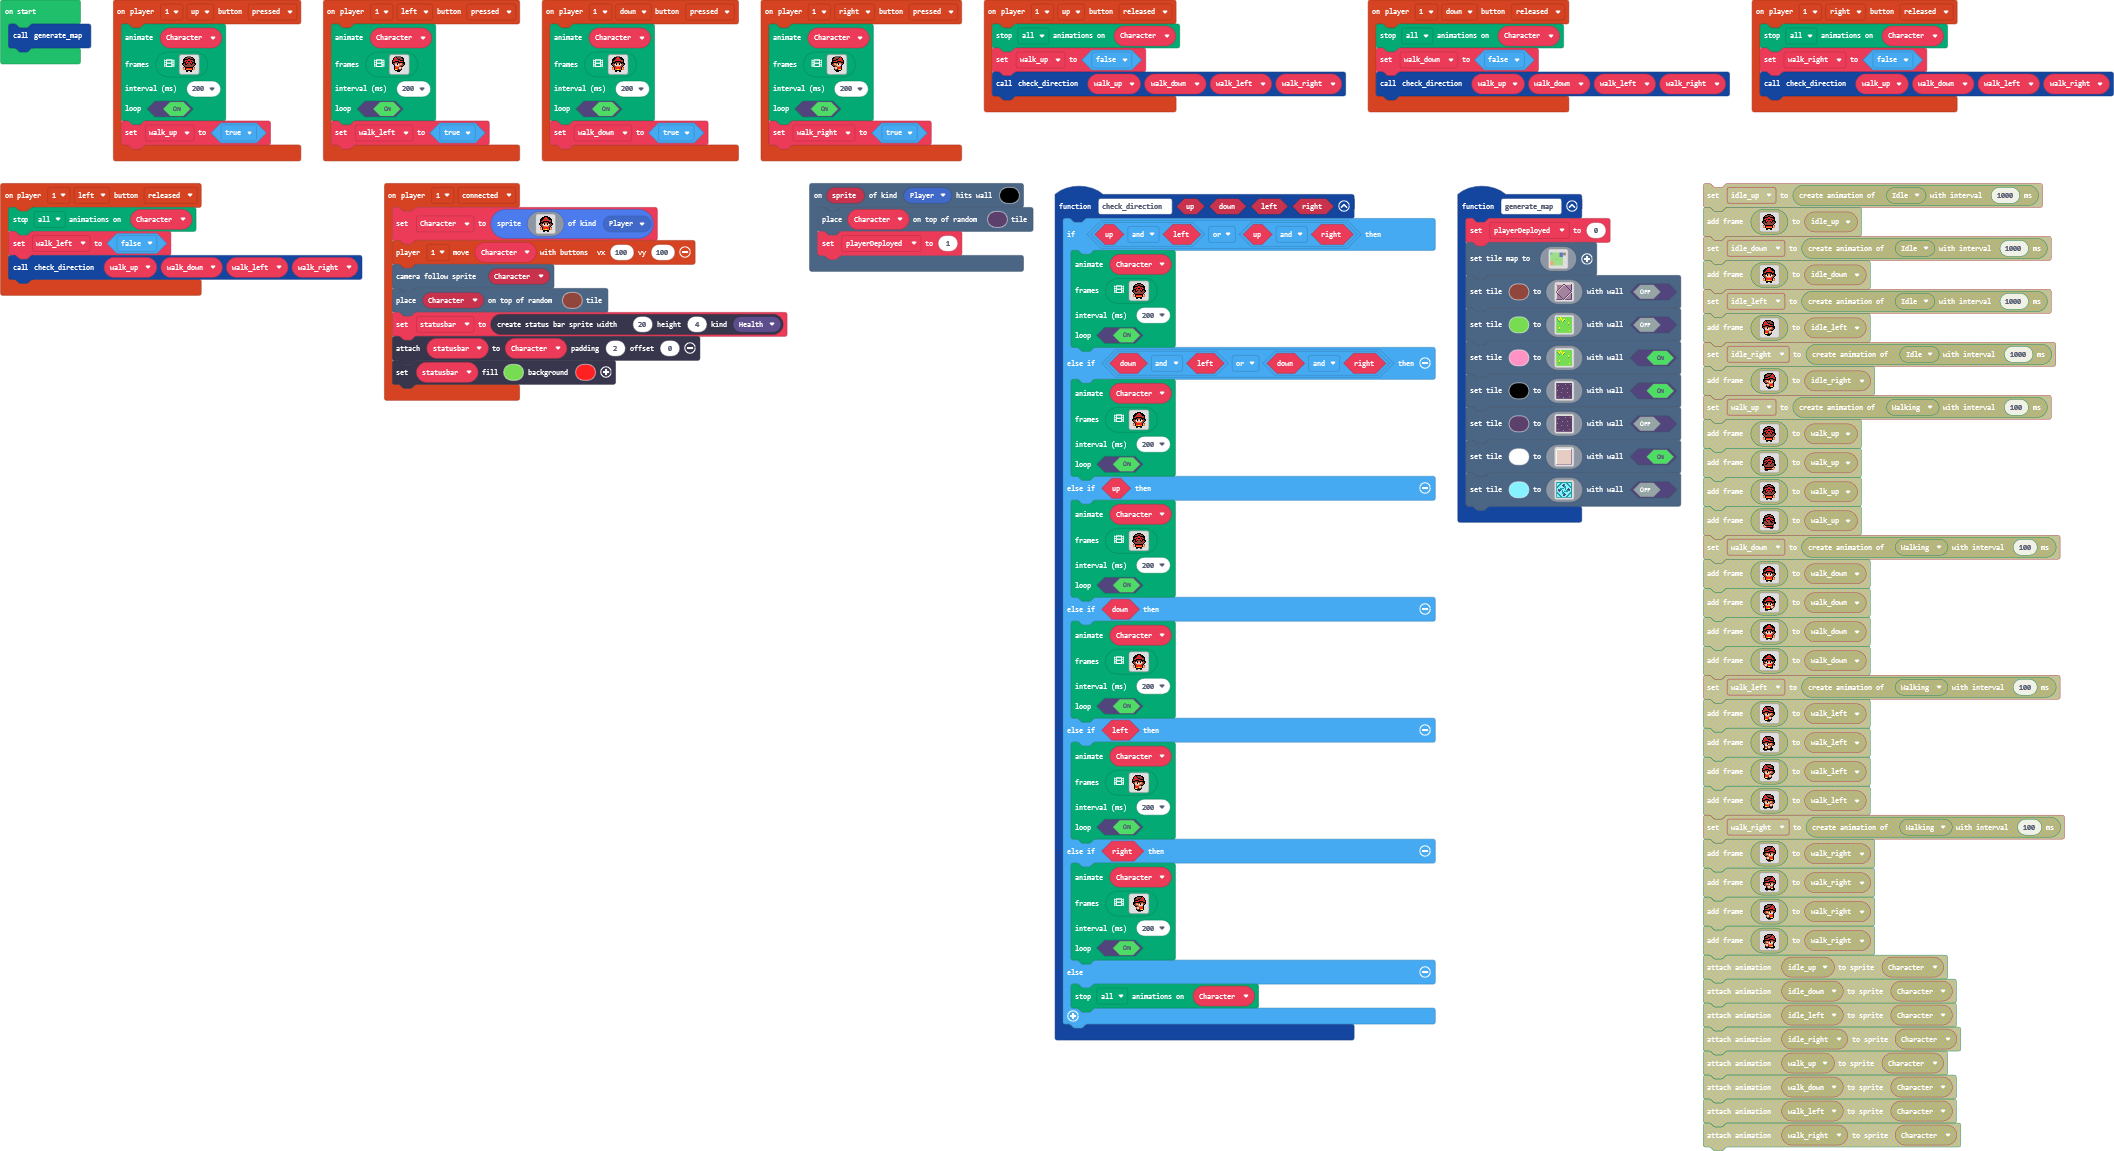 on start
call generate_map
on player 1 up button pressed
animate Character
frames
interval (ms) 200
loop ON
set walk_up to true
on player 1 left button pressed
animate Character
frames
interval (ms) 200
loop ON
set walk_left to true
on player 1 down button pressed
animate Character
frames
interval (ms) 200
loop ON
set walk_down to true
on player 1 right button pressed
animate Character
frames
interval (ms) 200
loop ON
set walk_right to true
on player 1 up button released
stop all animations on Character
set walk_up to false
call check_direction walk_up walk_down walk_left walk_right
on player 1 down button released
stop all animations on Character
set walk_down to false
call check_direction walk_up walk_down walk_left walk_right
on player 1 right button released
stop all animations on Character
set walk_right to false
call check_direction walk_up walk_down walk_left walk_right
on player 1 left button released
stop all animations on Character
set walk_left to false
call check_direction walk_up walk_down walk_left walk_right
on player 1 connected
set Character to sprite of kind Player
player 1 move Character with buttons vx 100 vy 100
camera follow sprite Character
place Character on top of random tile
set statusbar to create status bar sprite width 20 height 4 kind Health
attach statusbar to Character padding 2 offset 0
set statusbar fill background
on sprite of kind Player hits wall
place Character on top of random tile
set playerDeployed to 1
function check_direction up down left right
if up and left or up and right then
animate Character
frames
interval (ms) 200
loop ON
else if down and left or down and right then
animate Character
frames
interval (ms) 200
loop ON
else if up then
animate Character
frames
interval (ms) 200
loop ON
else if down then
animate Character
frames
interval (ms) 200
loop ON
else if left then
animate Character
frames
interval (ms) 200
loop ON
else if right then
animate Character
frames
interval (ms) 200
loop ON
else
stop all animations on Character
function generate_map
set playerDeployed to 0
set tile map to
set tile to with wall OFF
set tile to with wall OFF
set tile to with wall ON
set tile to with wall ON
set tile to with wall OFF
set tile to with wall ON
set tile to with wall OFF
set idle_up to create animation of Idle with interval 1000 ms
add frame to idle_up
set idle_down to create animation of Idle with interval 1000 ms
add frame to idle_down
set idle_left to create animation of Idle with interval 1000 ms
add frame to idle_left
set idle_right to create animation of Idle with interval 1000 ms
add frame to idle_right
set walk_up to create animation of Walking with interval 100 ms
add frame to walk_up
add frame to walk_up
add frame to walk_up
add frame to walk_up
set walk_down to create animation of Walking with interval 100 ms
add frame to walk_down
add frame to walk_down
add frame to walk_down
add frame to walk_down
set walk_left to create animation of Walking with interval 100 ms
add frame to walk_left
add frame to walk_left
add frame to walk_left
add frame to walk_left
set walk_right to create animation of Walking with interval 100 ms
add frame to walk_right
add frame to walk_right
add frame to walk_right
add frame to walk_right
attach animation idle_up to sprite Character
attach animation idle_down to sprite Character
attach animation idle_left to sprite Character
attach animation idle_right to sprite Character
attach animation walk_up to sprite Character
attach animation walk_down to sprite Character
attach animation walk_left to sprite Character
attach animation walk_right to sprite Character